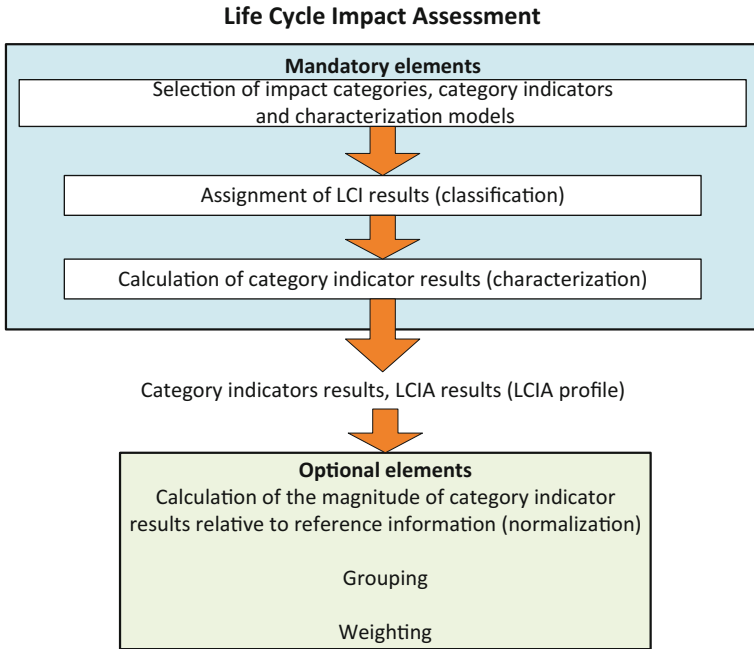 Life Cycle Impact Assessment
Mandatory elements
Selection of impact categories, category indicators
and characterization models
Assignment of LCI results (classification)
Calculation of category indicator results (characterization)
Category indicators results, LCIA results (LCIA profile)
Optional elements
Calculation of the magnitude of category indicator
results relative to reference information (normalization)
Grouping
Weighting